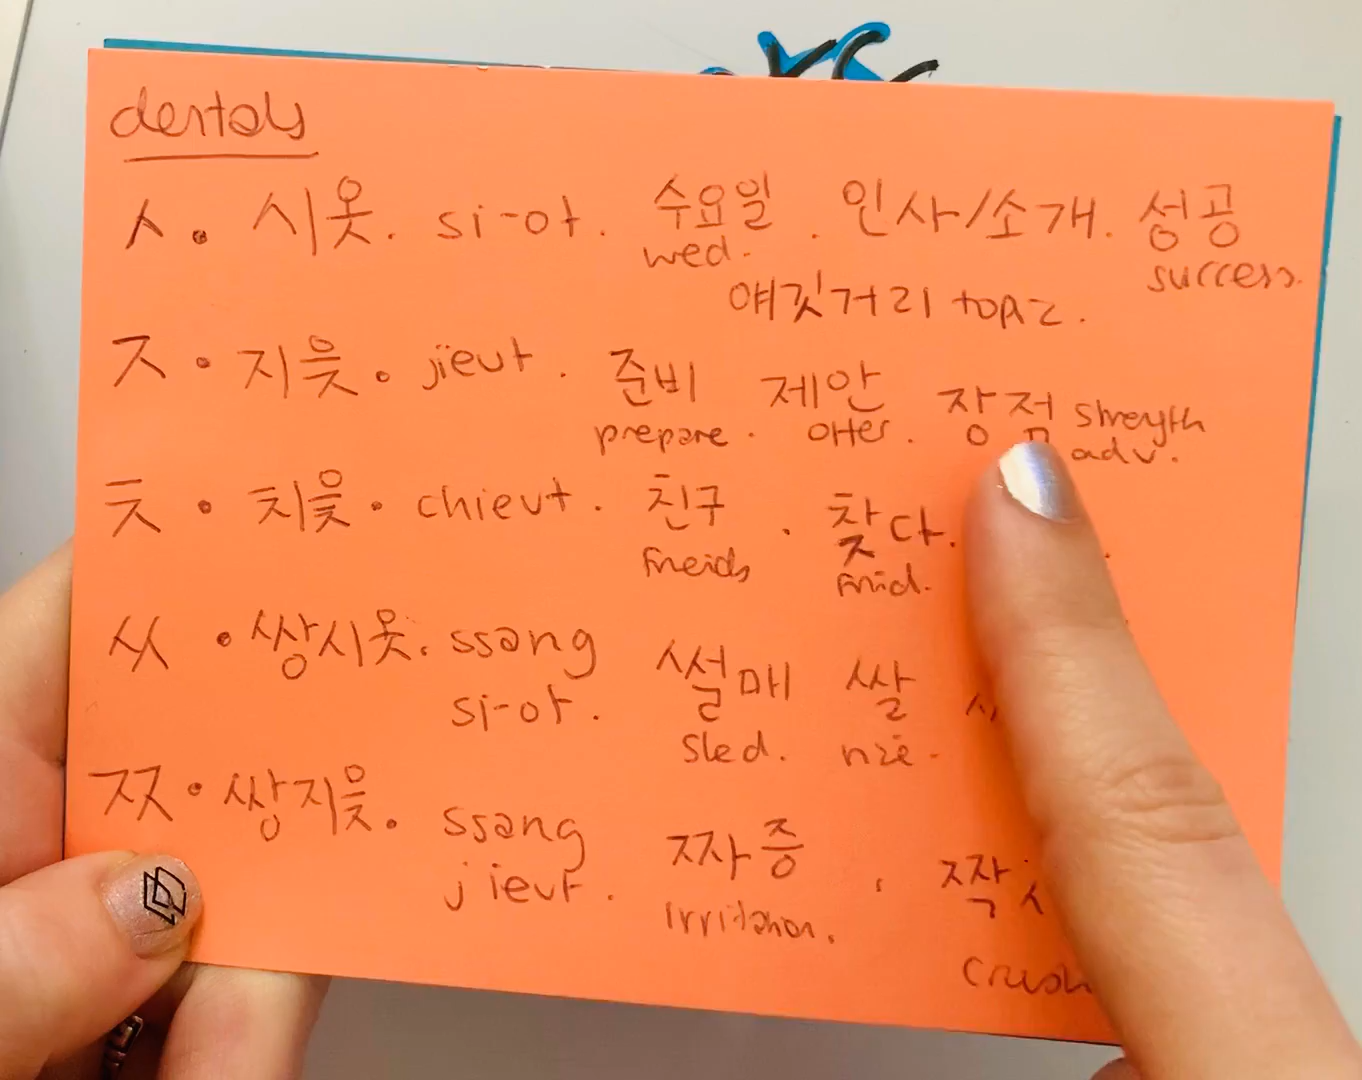 dentals
ㅅ. 시옷. si-ot. 수요일 . 인사/소개. 성공
wed. success.
얘깃거리 topic.
ㅈ. 지읒. jieut. 준비 제안 장점 strength
prepare. offer. adv.
ㅊ. 치읓. chieut. 친구 . 찾다.
friends find.
ㅆ. 쌍시옷. ssang 썰매 쌀
si-ot. sled. rice.
ㅉ. 쌍지읒. ssang 짜증 . 짝
jieut. irritation.
crush